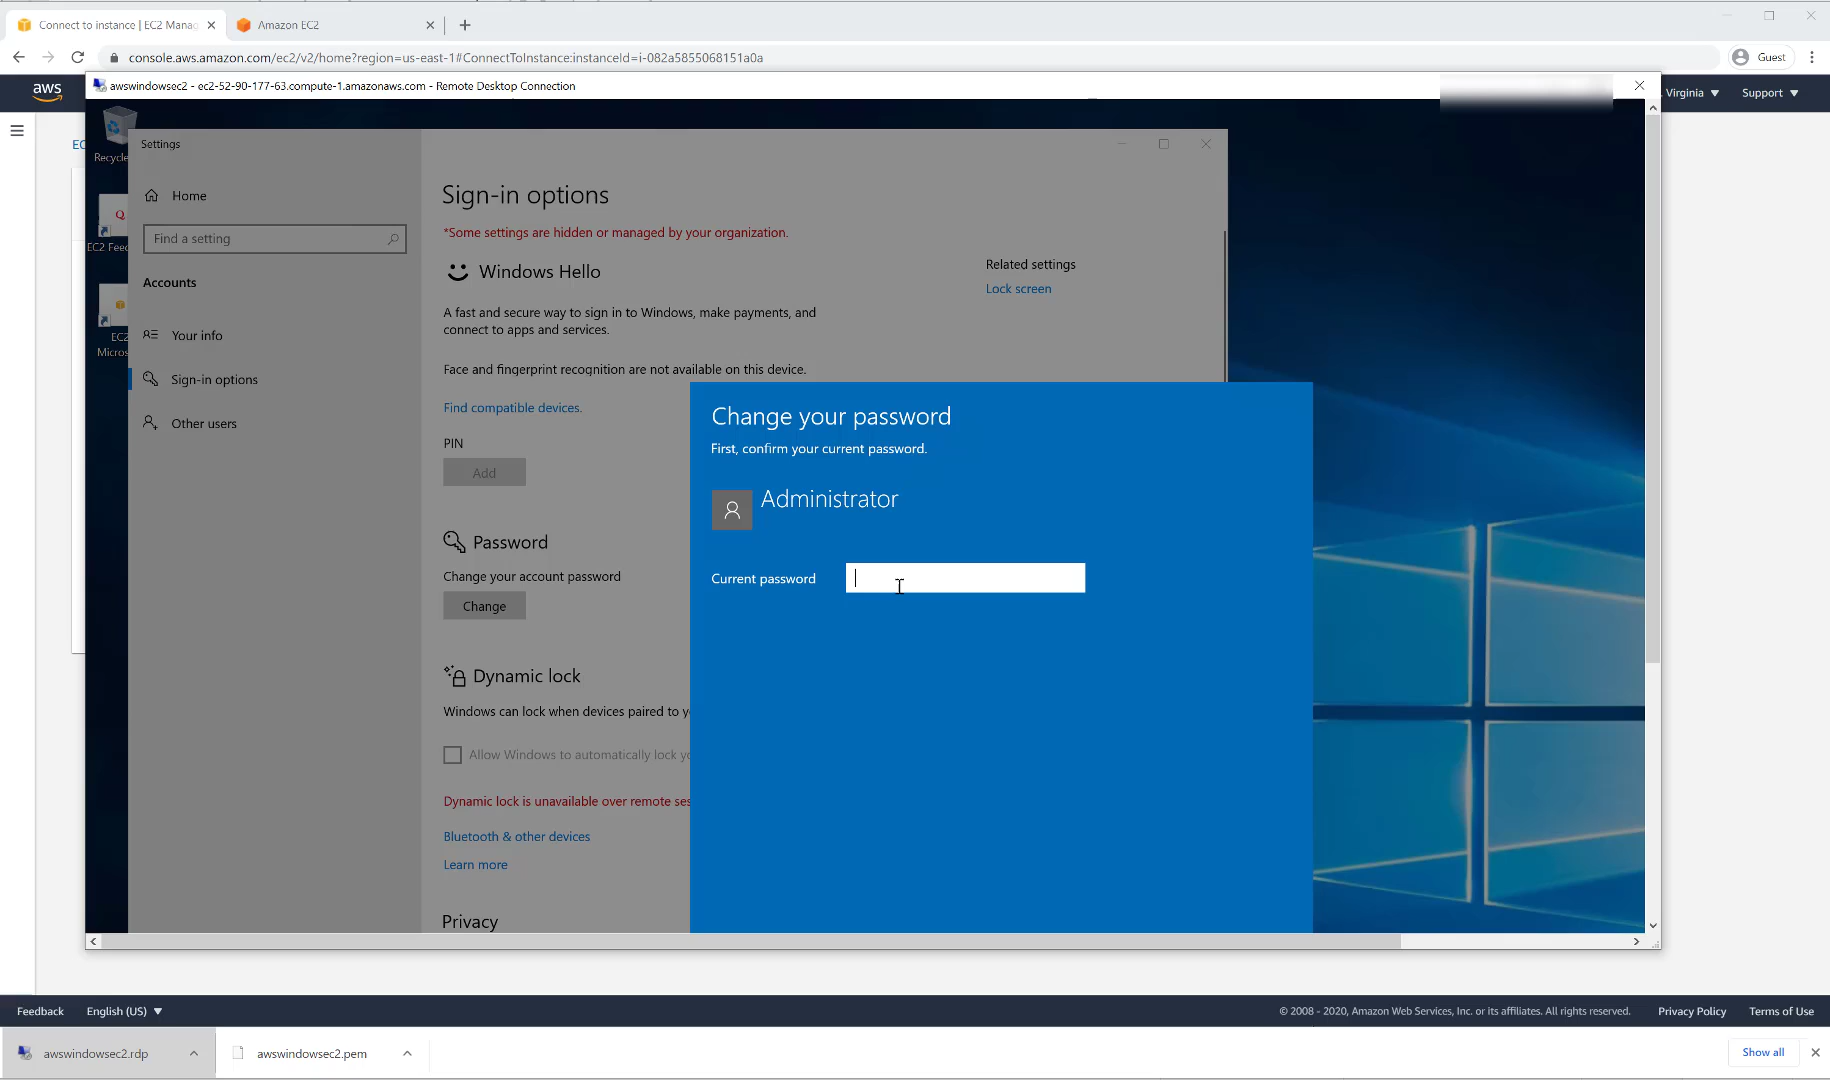 Connect to instance | EC2 Manag
Amazon EC2
console.aws.amazon.com/ec2/v2/home?region=us-east-1#ConnectToInstance:instanceId=i-082a5855068151a0a
Guest
aws
awswindowsec2 - ec2-52-90-177-63.compute-1.amazonaws.com - Remote Desktop Connection
Virginia
Support
EC
Recycle
EC2 Feed
EC2
Micros
Settings
Home
Find a setting
Accounts
Your info
Sign-in options
Other users
Sign-in options
*Some settings are hidden or managed by your organization.
Windows Hello
A fast and secure way to sign in to Windows, make payments, and
connect to apps and services.
Face and fingerprint recognition are not available on this device.
Find compatible devices.
PIN
Add
Password
Change your account password
Change
Dynamic lock
Windows can lock when devices paired to y
Allow Windows to automatically lock yo
Dynamic lock is unavailable over remote ses
Bluetooth & other devices
Learn more
Privacy
Related settings
Lock screen
Change your password
First, confirm your current password.
Administrator
Current password
Feedback
English (US)
© 2008 - 2020, Amazon Web Services, Inc. or its affiliates. All rights reserved.
Privacy Policy
Terms of Use
awswindowsec2.rdp
awswindowsec2.pem
Show all